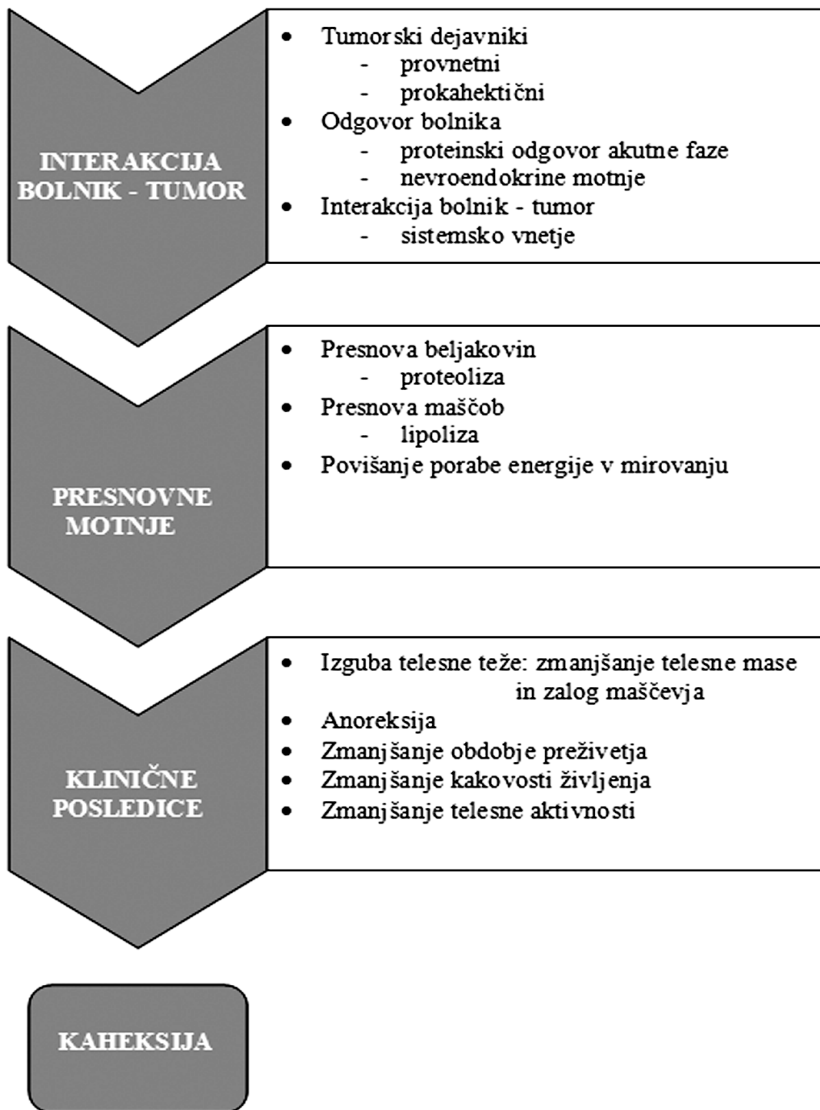 INTERAKCIJA
BOLNIK - TUMOR
• Tumorski dejavniki
- provnetni
- prokahektični
• Odgovor bolnika
- proteinski odgovor akutne faze
- nevroendokrine motnje
• Interakcija bolnik - tumor
- sistemsko vnetje
PRESNOVNE
MOTNJE
• Presnova beljakovin
- proteoliza
• Presnova maščob
- lipoliza
• Povišanje porabe energije v mirovanju
KLINIČNE
POSLEDICE
• Izguba telesne teže: zmanjšanje telesne mase
in zalog maščevja
• Anoreksija
• Zmanjšanje obdobje preživetja
• Zmanjšanje kakovosti življenja
• Zmanjšanje telesne aktivnosti
KAHEKSIJA